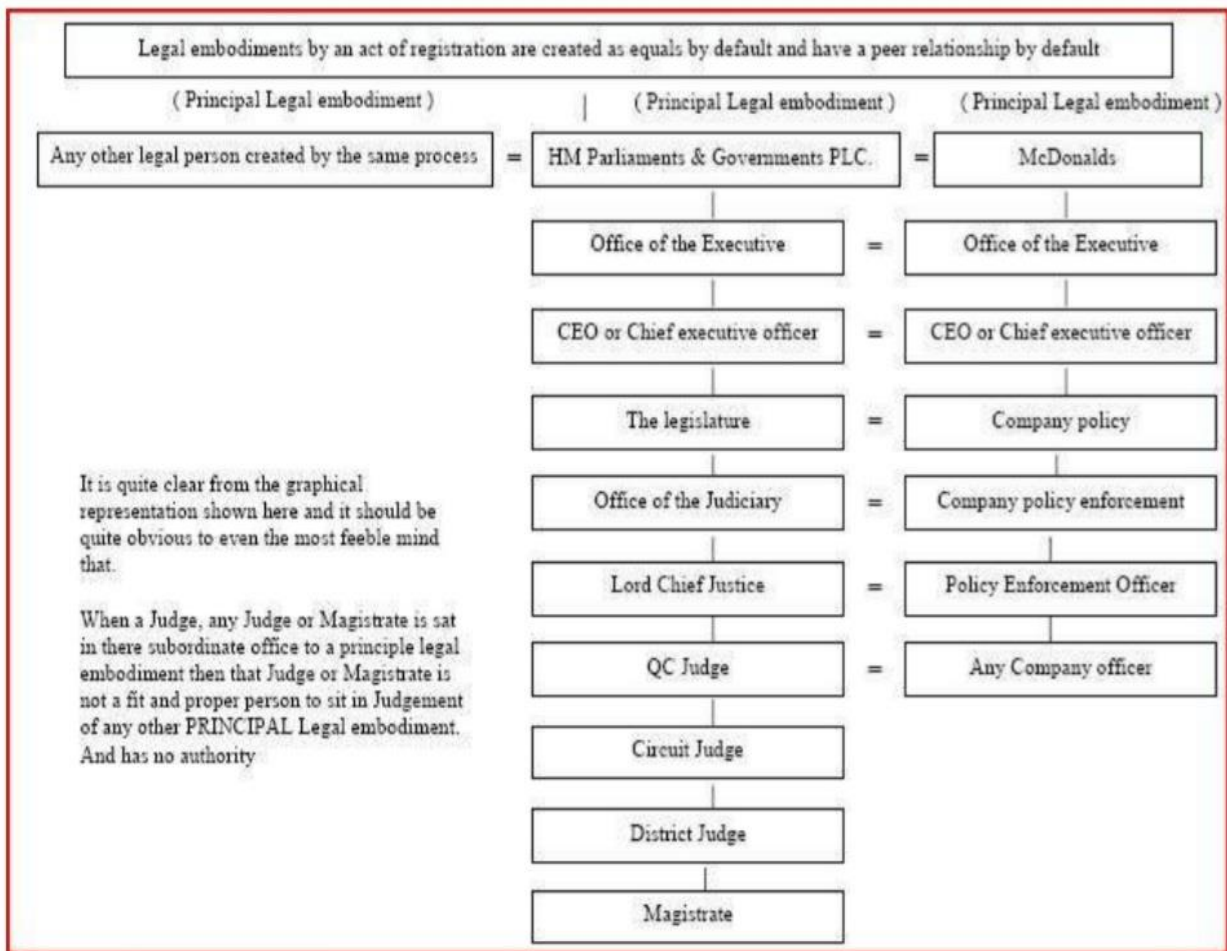 Legal embodiments by an act of registration are created as equals by default and have a peer relationship by default
( Principal Legal embodiment )
( Principal Legal embodiment )
( Principal Legal embodiment )
Any other legal person created by the same process
=
HM Parliaments & Governments PLC.
=
McDonalds
Office of the Executive
=
Office of the Executive
CEO or Chief executive officer
=
CEO or Chief executive officer
The legislature
=
Company policy
Office of the Judiciary
=
Company policy enforcement
Lord Chief Justice
=
Policy Enforcement Officer
QC Judge
=
Any Company officer
Circuit Judge
District Judge
Magistrate
It is quite clear from the graphical
representation shown here and it should be
quite obvious to even the most feeble mind
that.
When a Judge, any Judge or Magistrate is sat
in there subordinate office to a principle legal
embodiment then that Judge or Magistrate is
not a fit and proper person to sit in Judgement
of any other PRINCIPAL Legal embodiment.
And has no authority